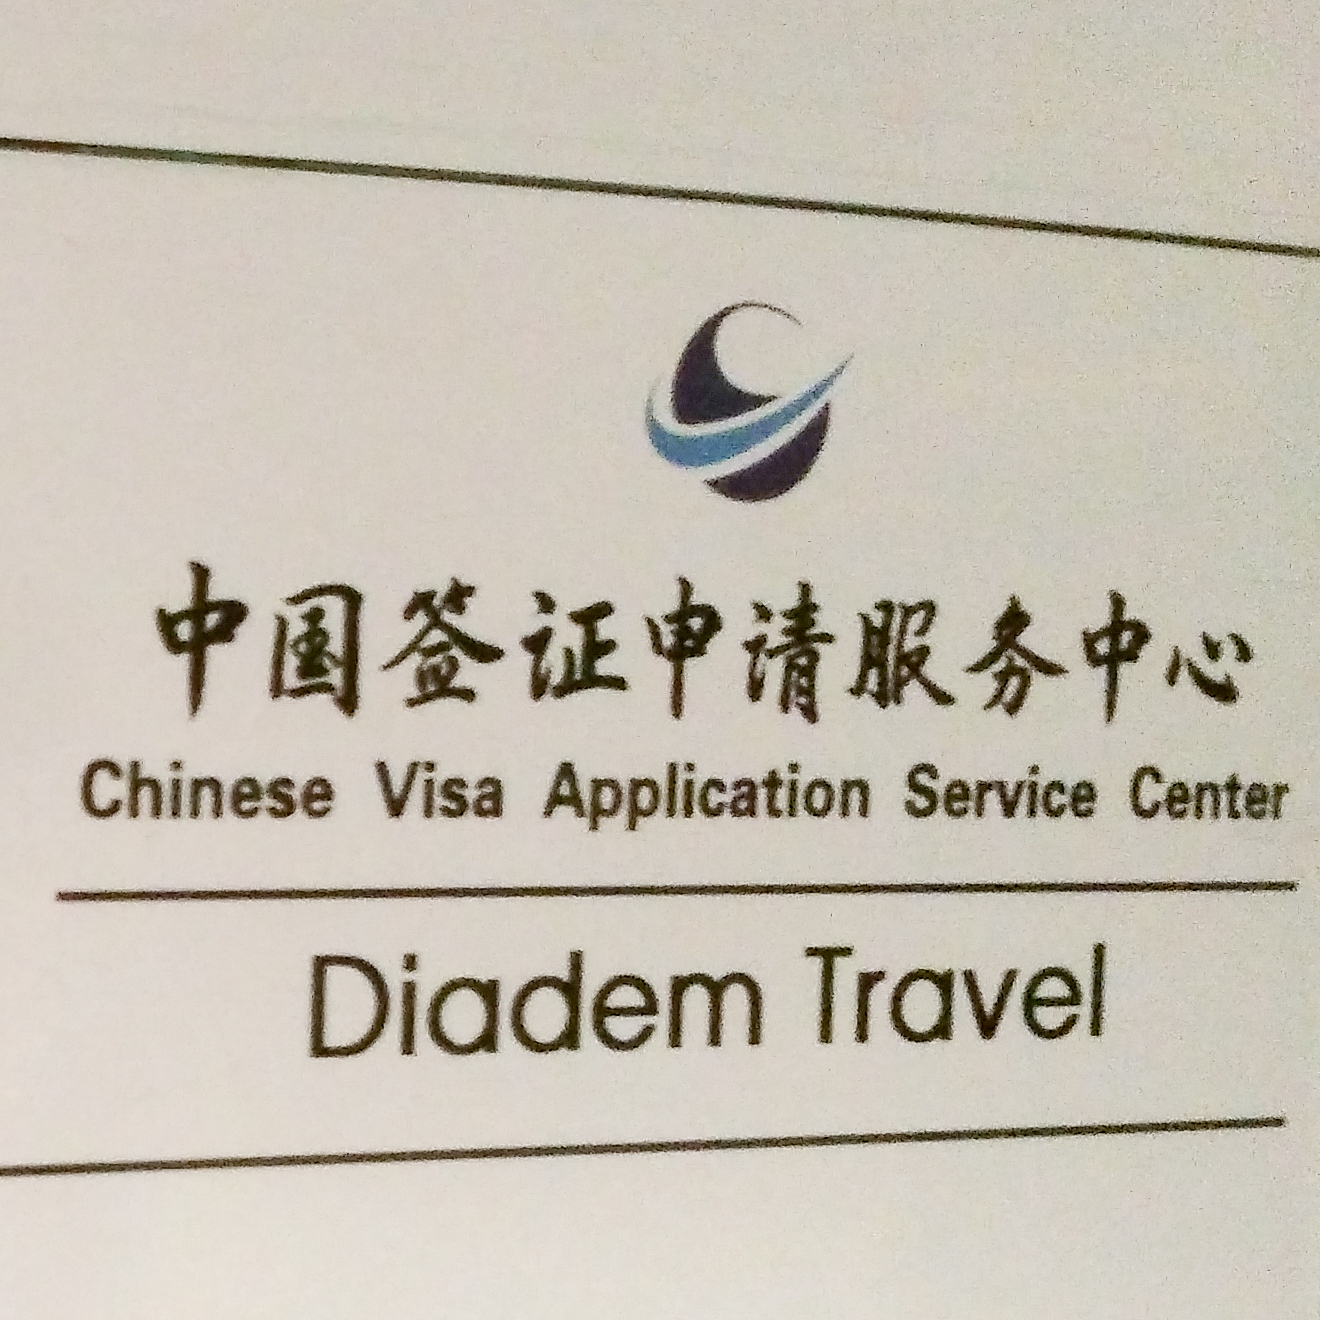 中国签证申请服务中心
Chinese Visa Application Service Center
Diadem Travel